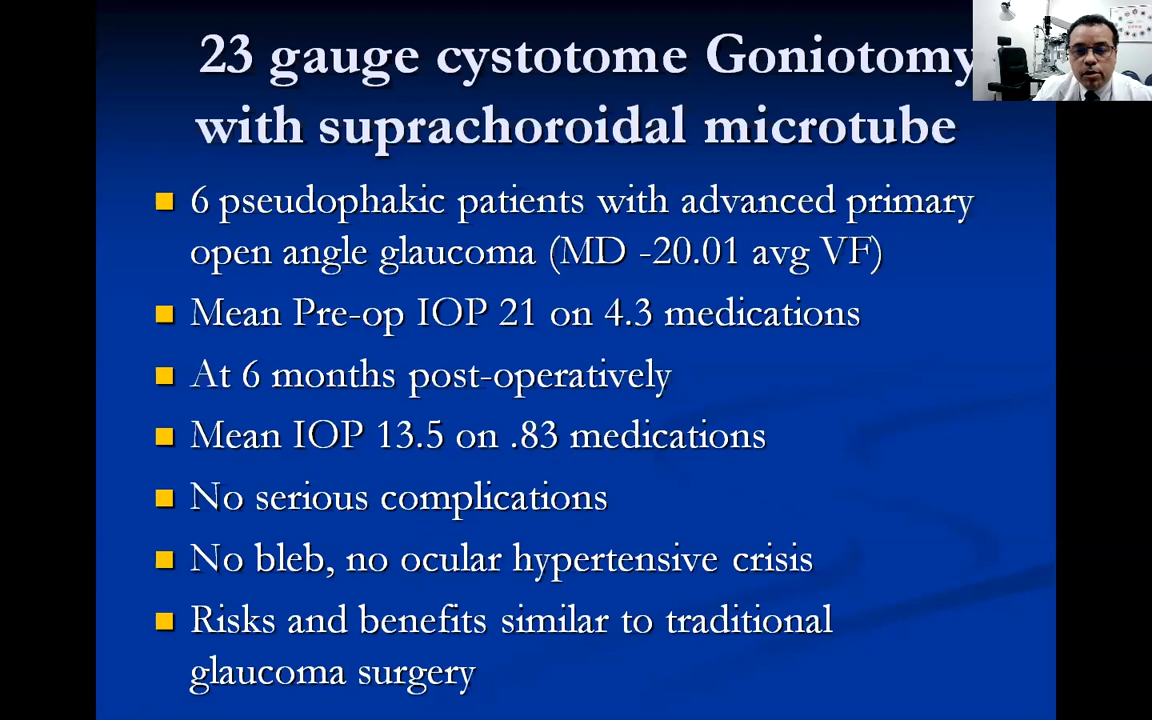 23 gauge cystotome Goniotomy
with suprachoroidal microtube
6 pseudophakic patients with advanced primary
open angle glaucoma (MD -20.01 avg VF)
Mean Pre-op IOP 21 on 4.3 medications
At 6 months post-operatively
Mean IOP 13.5 on .83 medications
No serious complications
No bleb, no ocular hypertensive crisis
Risks and benefits similar to traditional
glaucoma surgery